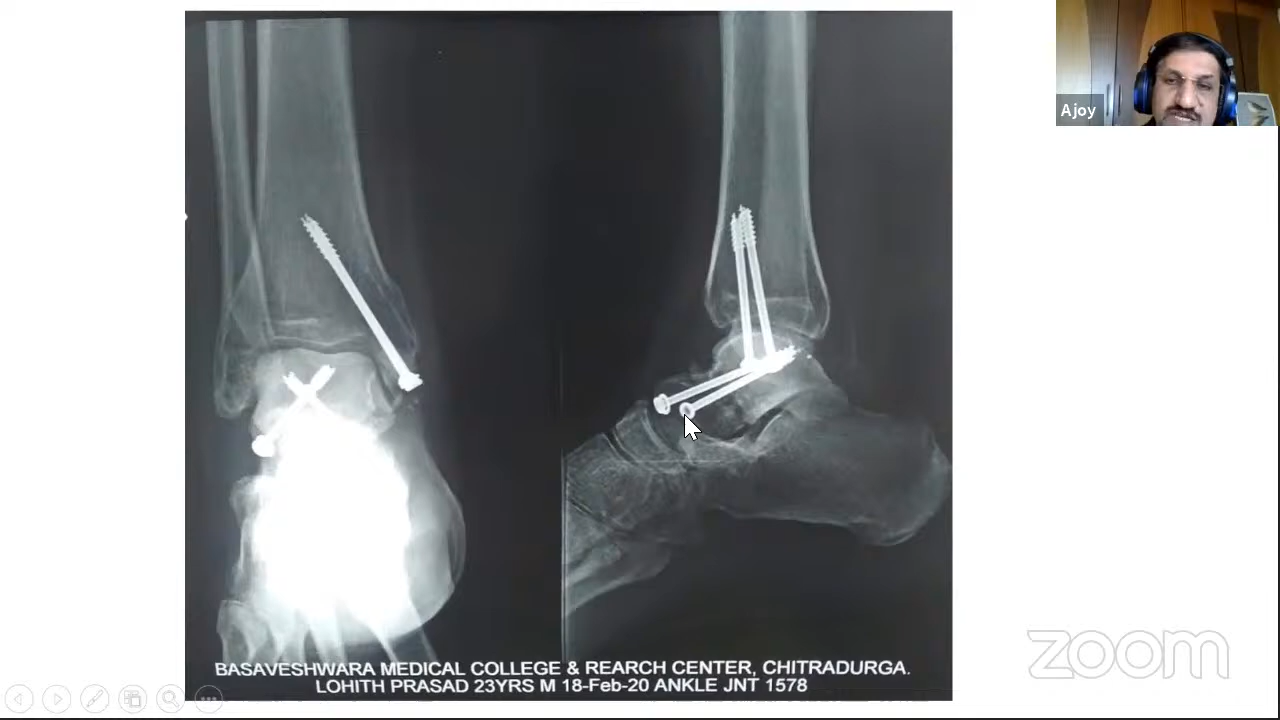 Ajoy
BASAVESHWARA MEDICAL COLLEGE & REARCH CENTER, CHITRADURGA.
LOHITH PRASAD 23YRS M 18-Feb-20 ANKLE JNT 1578
zoom